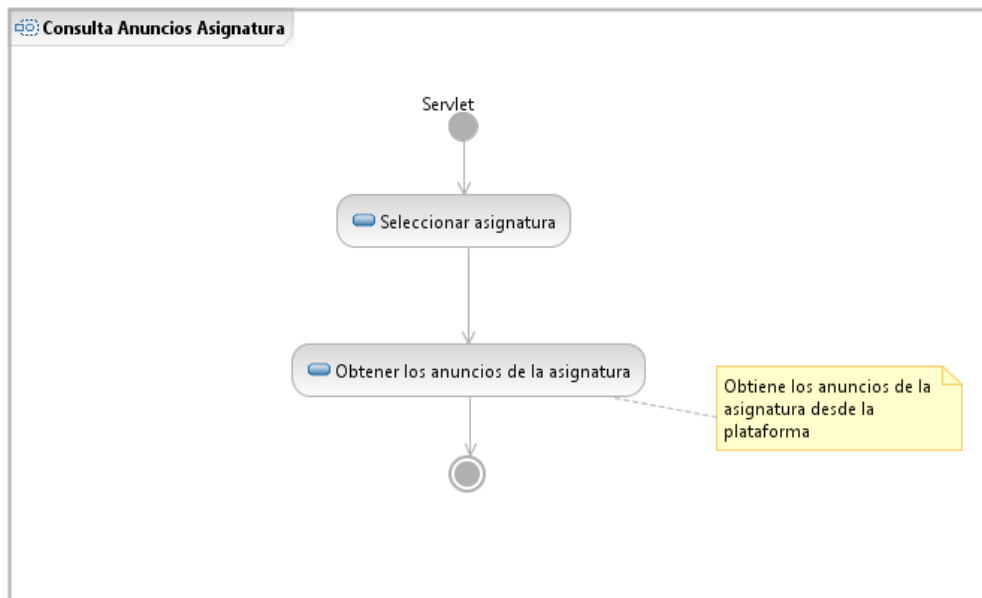 Consulta Anuncios Asignatura
Servlet
Seleccionar asignatura
Obtener los anuncios de la asignatura
Obtiene los anuncios de la
asignatura desde la
plataforma